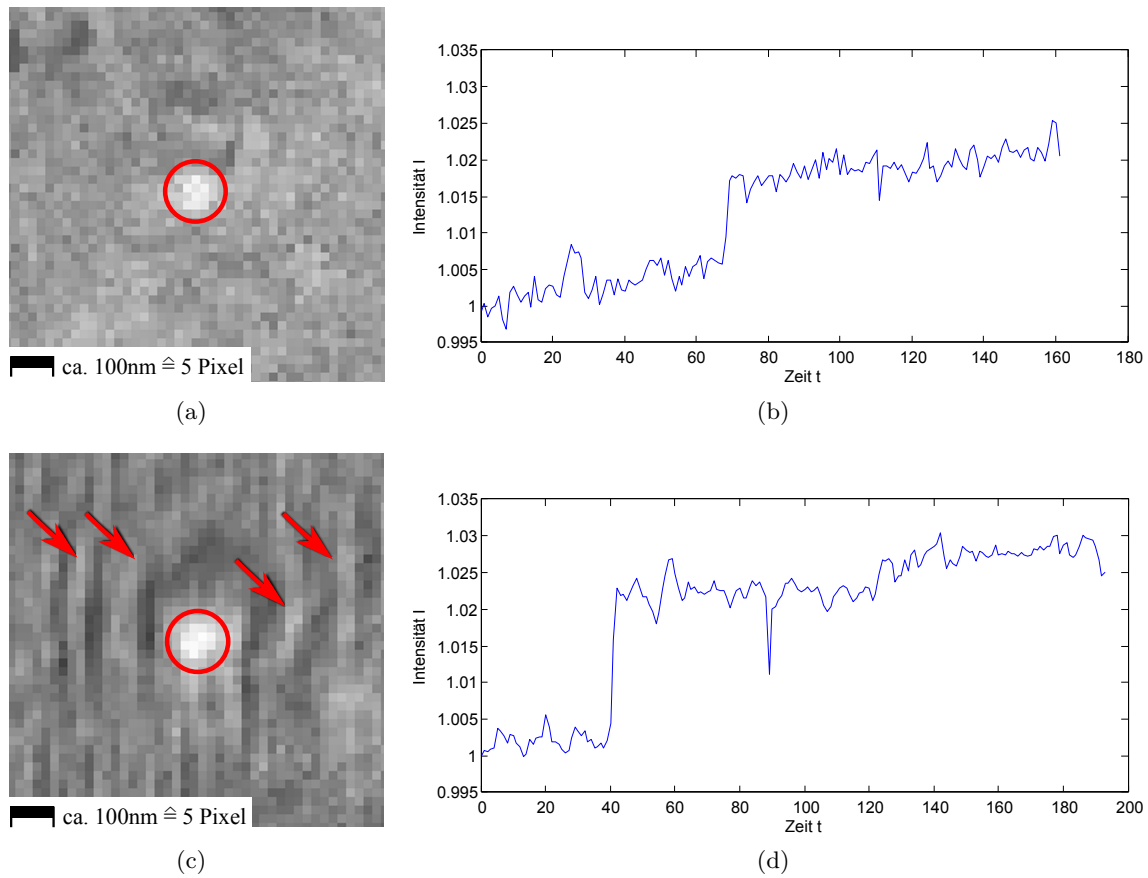 ca. 100nm ≙ 5 Pixel
(a)
1.035
1.03
1.025
1.02
1.015
1.01
1.005
1
0.995
Intensität I
0 20 40 60 80 100 120 140 160 180
Zeit t
(b)
ca. 100nm ≙ 5 Pixel
(c)
1.035
1.03
1.025
1.02
1.015
1.01
1.005
1
0.995
Intensität I
0 20 40 60 80 100 120 140 160 180 200
Zeit t
(d)